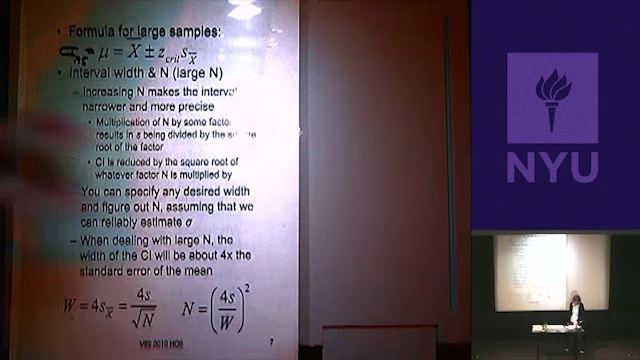 • Formula for large samples:
μ = X̄ ± z_crit s_X̄
• Interval width & N (large N)
– Increasing N makes the interval
narrower and more precise
• Multiplication of N by some factor
results in s being divided by the square
root of the factor
• CI is reduced by the square root of
whatever factor N is multiplied by
– You can specify any desired width
and figure out N, assuming that we
can reliably estimate σ
– When dealing with large N, the
width of the CI will be about 4x the
standard error of the mean
W = 4s_X̄ = 4s/√N N = (4s/W)²
V89.0010 HO6 7
NYU